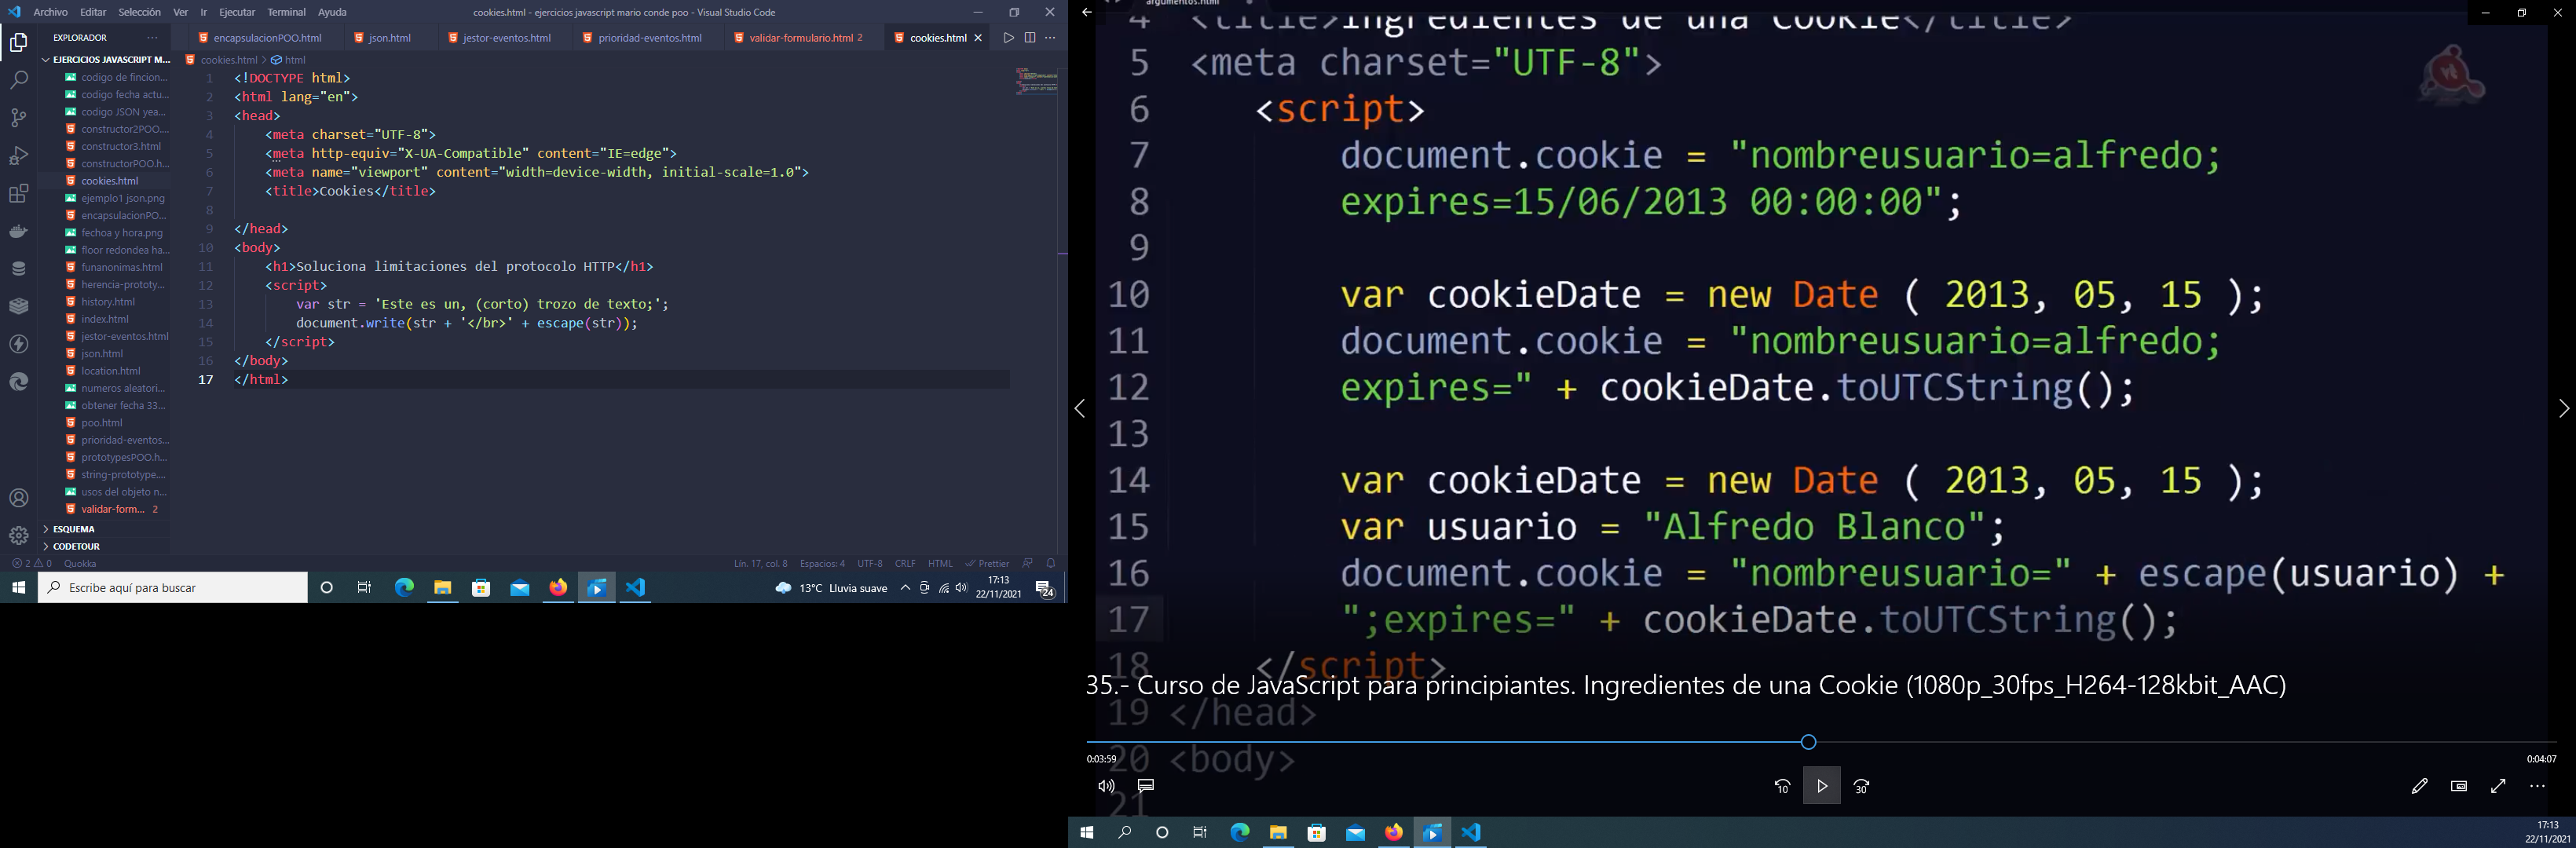 Archivo Editar Selección Ver Ir Ejecutar Terminal Ayuda
cookies.html - ejercicios javascript mario conde poo - Visual Studio Code
EXPLORADOR
encapsulacionPOO.html
json.html
jestor-eventos.html
prioridad-eventos.html
validar-formulario.html 2
cookies.html
EJERCICIOS JAVASCRIPT M...
codigo de fincion...
codigo fecha actu...
codigo JSON yea...
constructor2POO....
constructor3.html
constructorPOO.h...
cookies.html
ejemplo1 json.png
encapsulacionPO...
fechoa y hora.png
floor redondea ha...
funanonimas.html
herencia-prototy...
history.html
index.html
jestor-eventos.html
json.html
location.html
numeros aleatori...
obtener fecha 33...
poo.html
prioridad-eventos...
prototypesPOO.h...
string-prototype....
usos del objeto n...
validar-form... 2
ESQUEMA
CODETOUR
cookies.html > html
1 <!DOCTYPE html>
2 <html lang="en">
3 <head>
4 <meta charset="UTF-8">
5 <meta http-equiv="X-UA-Compatible" content="IE=edge">
6 <meta name="viewport" content="width=device-width, initial-scale=1.0">
7 <title>Cookies</title>
8
9 </head>
10 <body>
11 <h1>Soluciona limitaciones del protocolo HTTP</h1>
12 <script>
13 var str = 'Este es un, (corto) trozo de texto;';
14 document.write(str + '</br>' + escape(str));
15 </script>
16 </body>
17 </html>
2 0 Quokka
Lín. 17, col. 8 Espacios: 4 UTF-8 CRLF HTML Prettier
Escribe aquí para buscar
13°C Lluvia suave
17:13
22/11/2021
24
argumentos.html
4 <title>Ingredientes de una Cookie</title>
5 <meta charset="UTF-8">
6 <script>
7 document.cookie = "nombreusuario=alfredo;
8 expires=15/06/2013 00:00:00";
9
10 var cookieDate = new Date ( 2013, 05, 15 );
11 document.cookie = "nombreusuario=alfredo;
12 expires=" + cookieDate.toUTCString();
13
14 var cookieDate = new Date ( 2013, 05, 15 );
15 var usuario = "Alfredo Blanco";
16 document.cookie = "nombreusuario=" + escape(usuario) +
17 ";expires=" + cookieDate.toUTCString();
18 </script>
35.- Curso de JavaScript para principiantes. Ingredientes de una Cookie (1080p_30fps_H264-128kbit_AAC)
19 </head>
20 <body>
0:03:59
0:04:07
10
30
21
17:13
22/11/2021